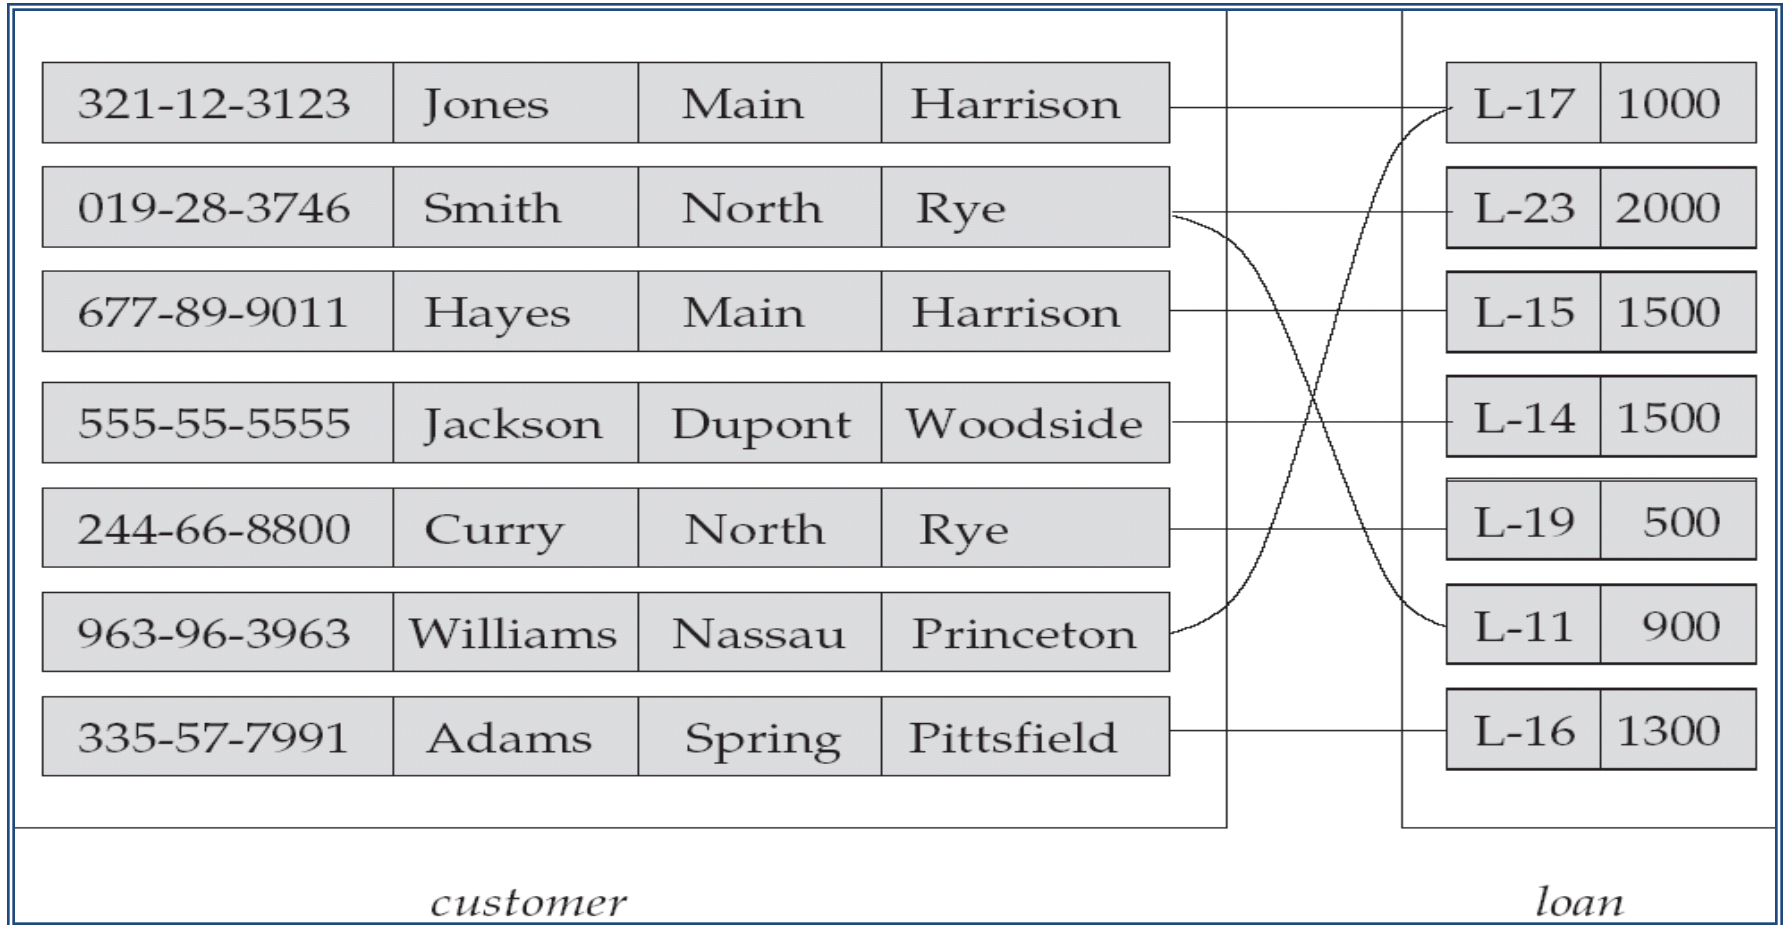 321-12-3123 Jones Main Harrison L-17 1000
019-28-3746 Smith North Rye L-23 2000
677-89-9011 Hayes Main Harrison L-15 1500
555-55-5555 Jackson Dupont Woodside L-14 1500
244-66-8800 Curry North Rye L-19 500
963-96-3963 Williams Nassau Princeton L-11 900
335-57-7991 Adams Spring Pittsfield L-16 1300
customer loan